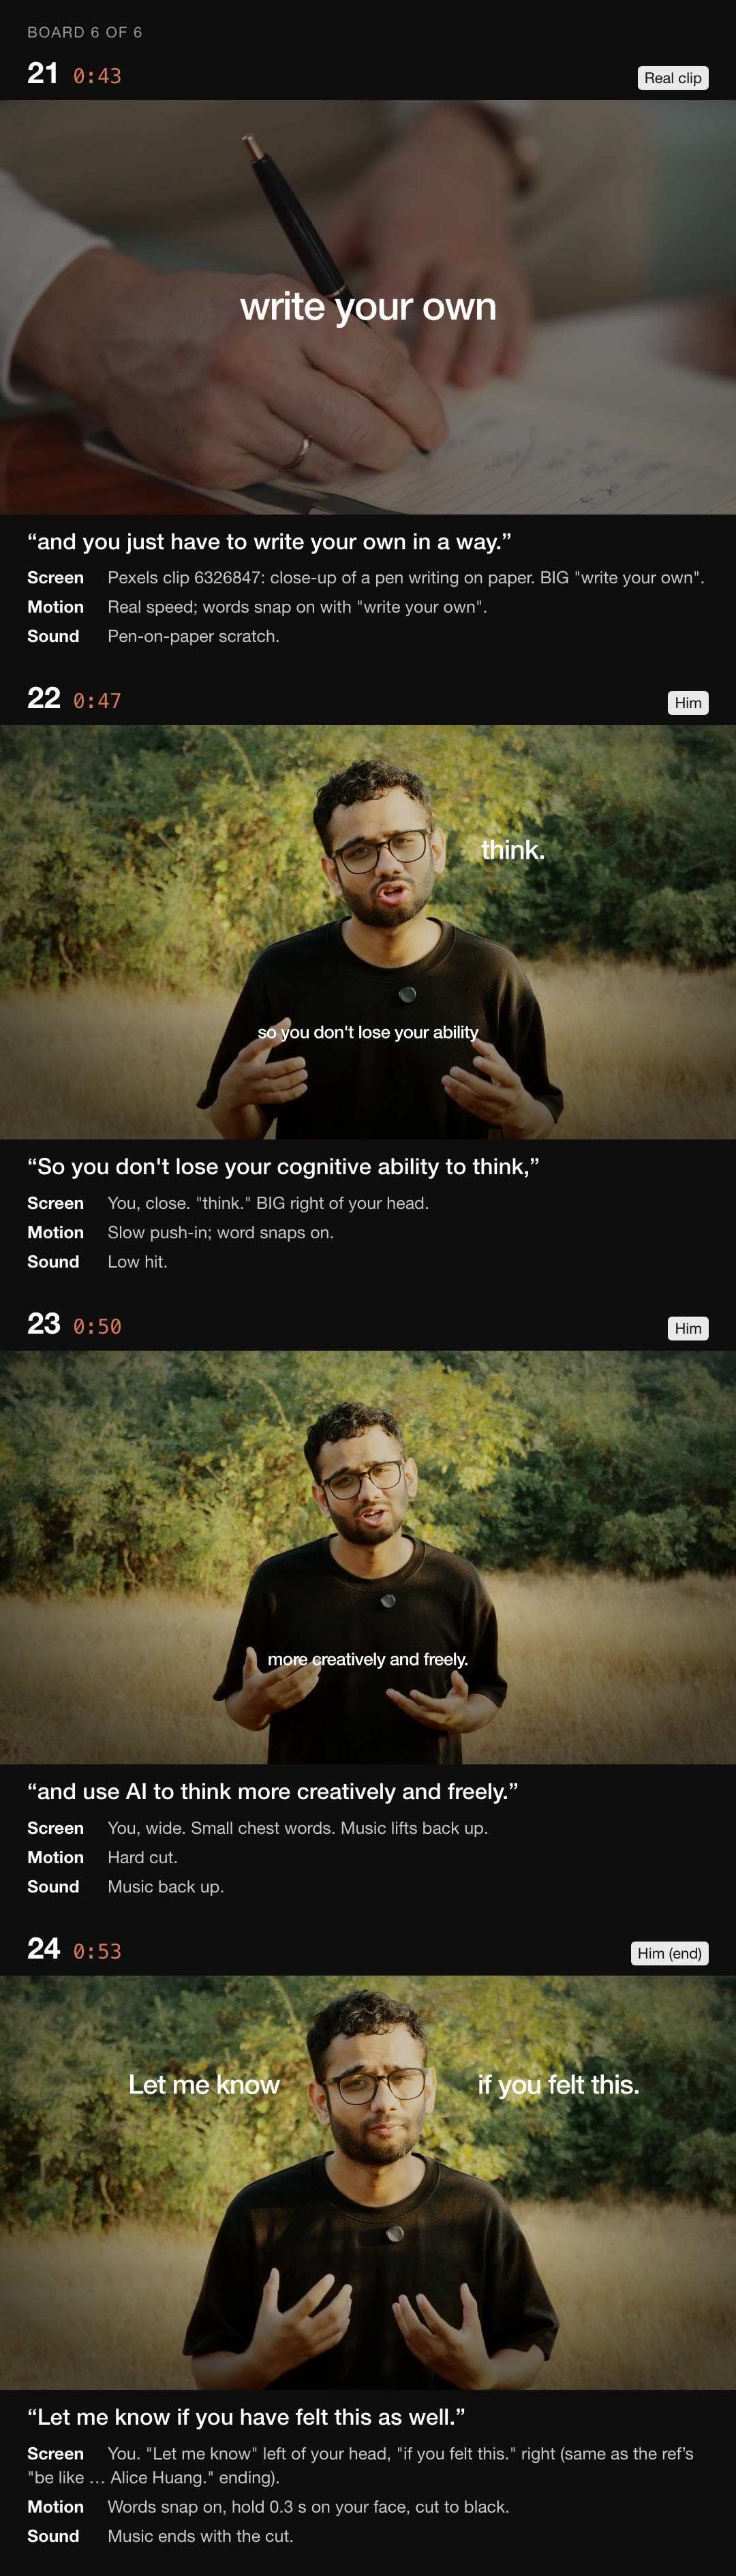 BOARD 6 OF 6
21 0:43 Real clip
write your own
“and you just have to write your own in a way.”
Screen Pexels clip 6326847: close-up of a pen writing on paper. BIG "write your own".
Motion Real speed; words snap on with "write your own".
Sound Pen-on-paper scratch.
22 0:47 Him
think.
so you don't lose your ability
“So you don't lose your cognitive ability to think,”
Screen You, close. "think." BIG right of your head.
Motion Slow push-in; word snaps on.
Sound Low hit.
23 0:50 Him
more creatively and freely.
“and use AI to think more creatively and freely.”
Screen You, wide. Small chest words. Music lifts back up.
Motion Hard cut.
Sound Music back up.
24 0:53 Him (end)
Let me know if you felt this.
“Let me know if you have felt this as well.”
Screen You. "Let me know" left of your head, "if you felt this." right (same as the ref’s
"be like … Alice Huang." ending).
Motion Words snap on, hold 0.3 s on your face, cut to black.
Sound Music ends with the cut.